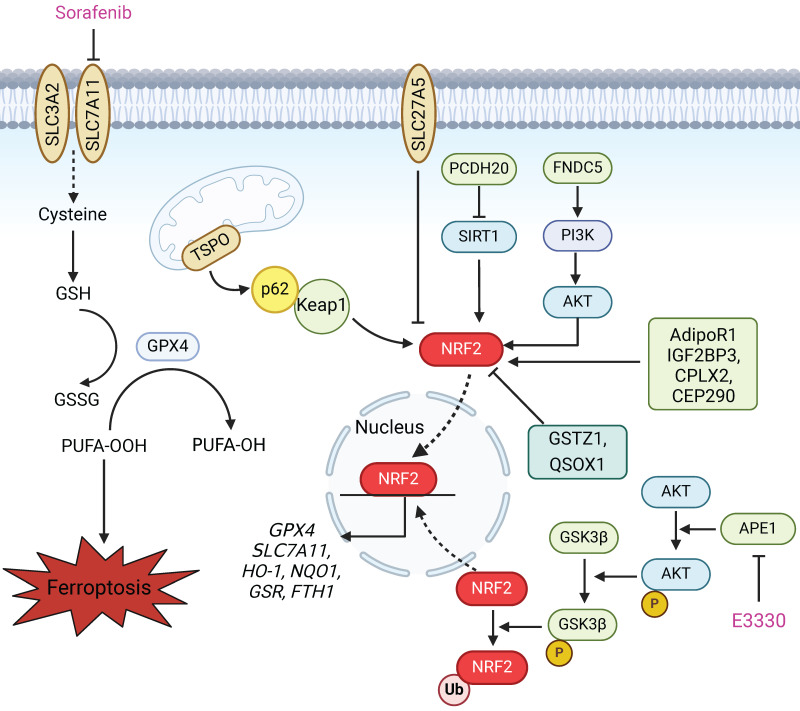 Sorafenib
SLC3A2
SLC7A11
SLC27A5
PCDH20
FNDC5
Cysteine
TSPO
SIRT1
PI3K
GSH
p62
Keap1
AKT
GPX4
NRF2
AdipoR1
IGF2BP3,
CPLX2,
CEP290
GSSG
PUFA-OOH
PUFA-OH
Nucleus
GSTZ1,
QSOX1
NRF2
AKT
GPX4
SLC7A11,
HO-1, NQO1,
GSR, FTH1
GSK3β
APE1
Ferroptosis
NRF2
AKT
P
E3330
GSK3β
P
NRF2
Ub